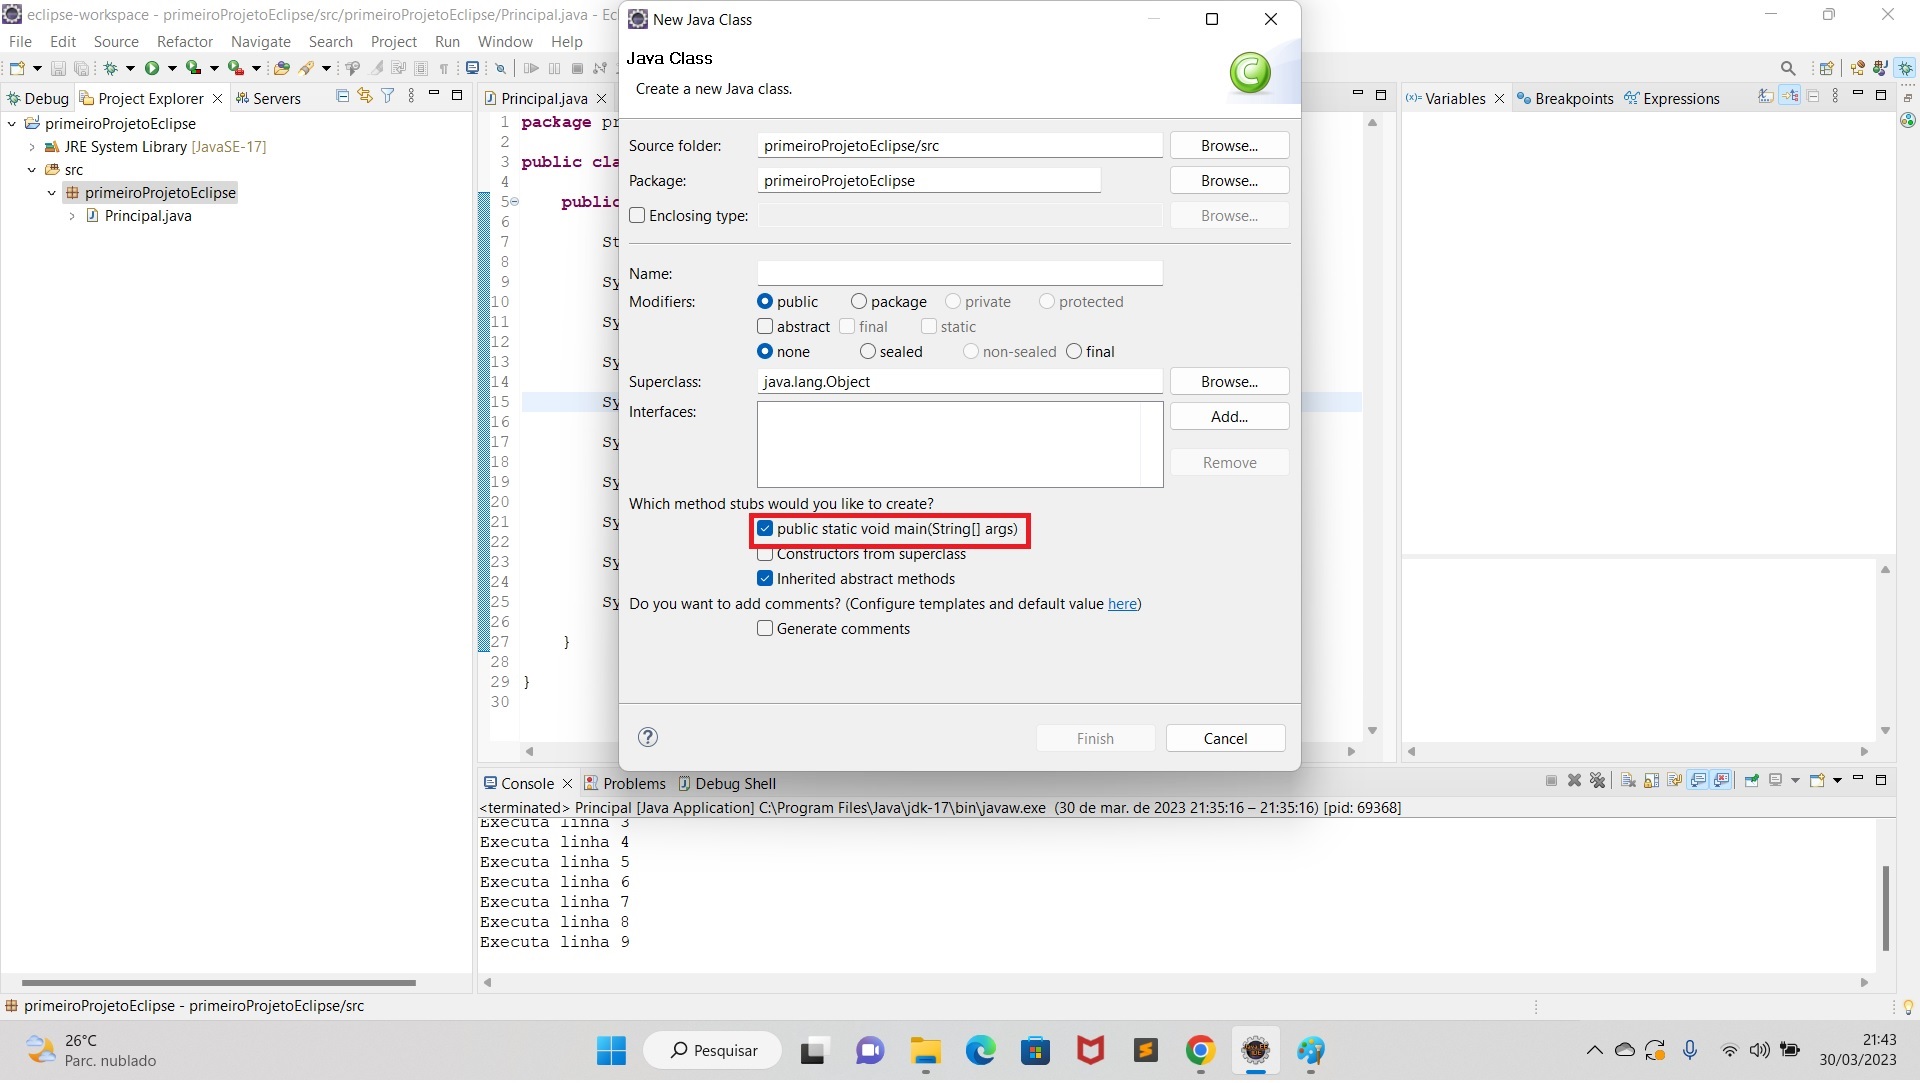 eclipse-workspace - primeiroProjetoEclipse/src/primeiroProjetoEclipse/Principal.java - Ec
File Edit Source Refactor Navigate Search Project Run Window Help
Debug Project Explorer Servers
primeiroProjetoEclipse
JRE System Library [JavaSE-17]
src
primeiroProjetoEclipse
Principal.java
Principal.java
1 package pr
2
3 public cla
4
5 public
6
7 St
8
9 Sy
10
11 Sy
12
13 Sy
14
15 Sy
16
17 Sy
18
19 Sy
20
21 Sy
22
23 Sy
24
25 Sy
26
27 }
28
29 }
30
New Java Class
Java Class
Create a new Java class.
Source folder: primeiroProjetoEclipse/src Browse...
Package: primeiroProjetoEclipse Browse...
Enclosing type: Browse...
Name:
Modifiers: public package private protected
abstract final static
none sealed non-sealed final
Superclass: java.lang.Object Browse...
Interfaces: Add...
Remove
Which method stubs would you like to create?
public static void main(String[] args)
Constructors from superclass
Inherited abstract methods
Do you want to add comments? (Configure templates and default value here)
Generate comments
? Finish Cancel
(x)= Variables Breakpoints Expressions
Console Problems Debug Shell
<terminated> Principal [Java Application] C:\Program Files\Java\jdk-17\bin\javaw.exe (30 de mar. de 2023 21:35:16 – 21:35:16) [pid: 69368]
Executa linha 3
Executa linha 4
Executa linha 5
Executa linha 6
Executa linha 7
Executa linha 8
Executa linha 9
primeiroProjetoEclipse - primeiroProjetoEclipse/src
26°C
Parc. nublado
Pesquisar
21:43
30/03/2023